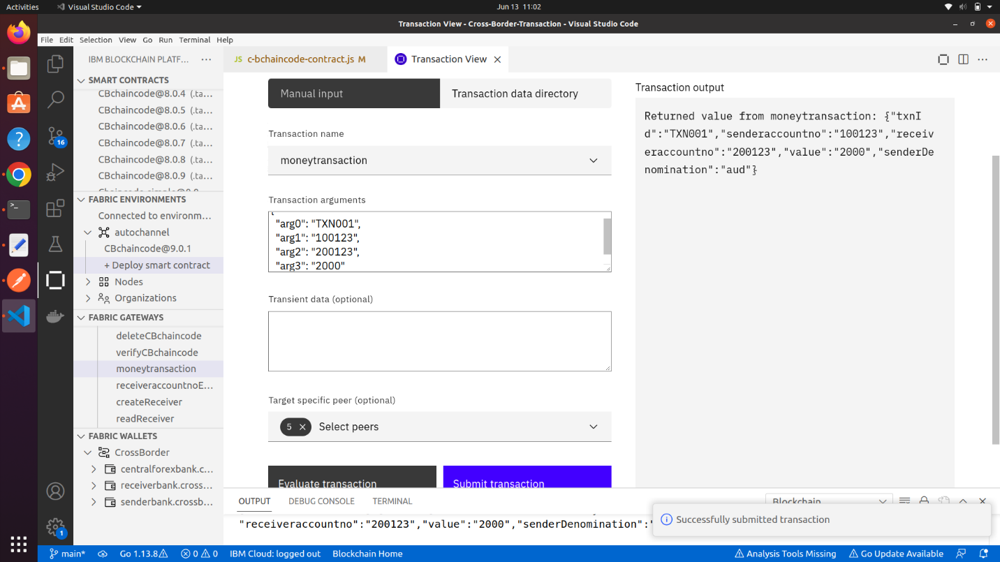 Activities
Visual Studio Code
Jun 13 11:02
Transaction View - Cross-Border-Transaction - Visual Studio Code
File Edit Selection View Go Run Terminal Help
IBM BLOCKCHAIN PLATF...
JS c-bchaincode-contract.js M
Transaction View
SMART CONTRACTS
CBchaincode@8.0.4 (.ta...
CBchaincode@8.0.5 (.ta...
CBchaincode@8.0.6 (.ta...
CBchaincode@8.0.7 (.ta...
CBchaincode@8.0.8 (.ta...
CBchaincode@8.0.9 (.ta...
16
FABRIC ENVIRONMENTS
Connected to environm...
autochannel
CBchaincode@9.0.1
+ Deploy smart contract
Nodes
Organizations
FABRIC GATEWAYS
deleteCBchaincode
verifyCBchaincode
moneytransaction
receiveraccountnoE...
createReceiver
readReceiver
FABRIC WALLETS
CrossBorder
centralforexbank.c...
receiverbank.cross...
senderbank.crossb...
1
Manual input
Transaction data directory
Transaction name
moneytransaction
Transaction arguments
{
"arg0": "TXN001",
"arg1": "100123",
"arg2": "200123",
"arg3": "2000"
Transient data (optional)
Target specific peer (optional)
5 Select peers
Evaluate transaction
Submit transaction
Transaction output
Returned value from moneytransaction: {"txnI
d":"TXN001","senderaccountno":"100123","receiv
eraccountno":"200123","value":"2000","senderDe
nomination":"aud"}
OUTPUT
DEBUG CONSOLE
TERMINAL
Blockchain
"receiveraccountno":"200123","value":"2000","senderDenomination":"
Successfully submitted transaction
main*
Go 1.13.8
0 0
IBM Cloud: logged out
Blockchain Home
Analysis Tools Missing
Go Update Available